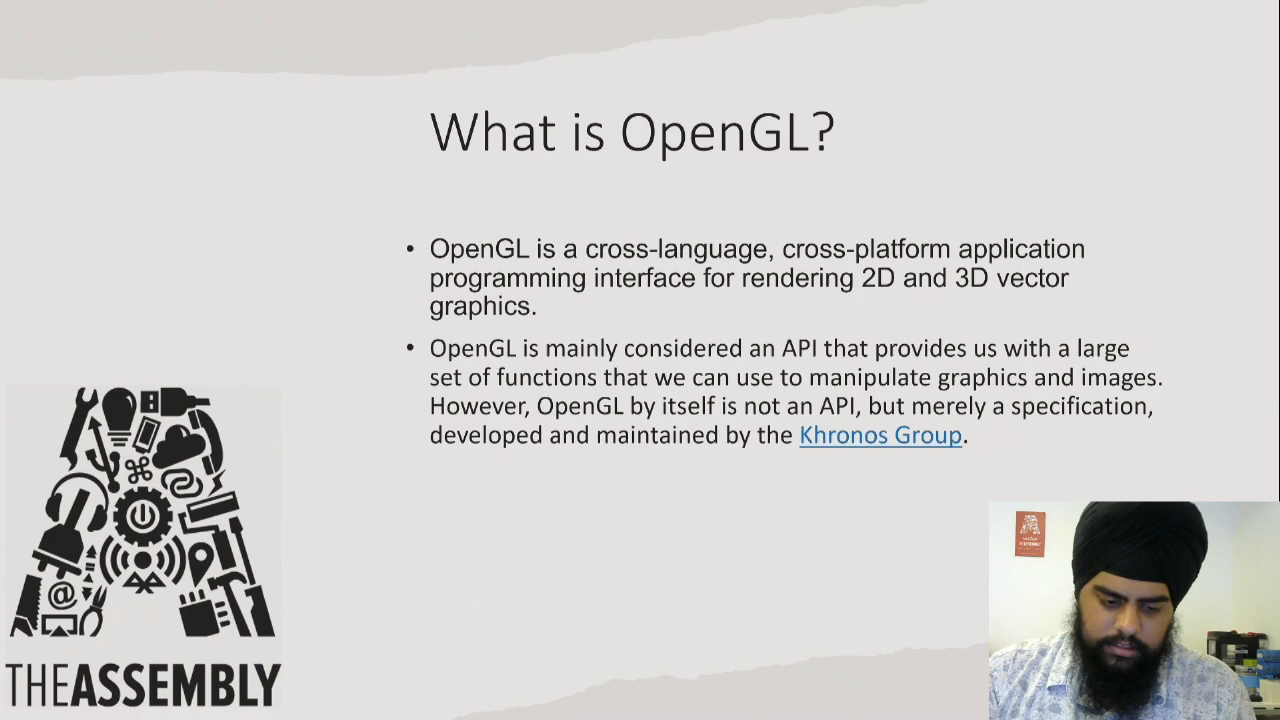 What is OpenGL?
• OpenGL is a cross-language, cross-platform application
programming interface for rendering 2D and 3D vector
graphics.
• OpenGL is mainly considered an API that provides us with a large
set of functions that we can use to manipulate graphics and images.
However, OpenGL by itself is not an API, but merely a specification,
developed and maintained by the Khronos Group.
@
THEASSEMBLY
THEASSEMBLY